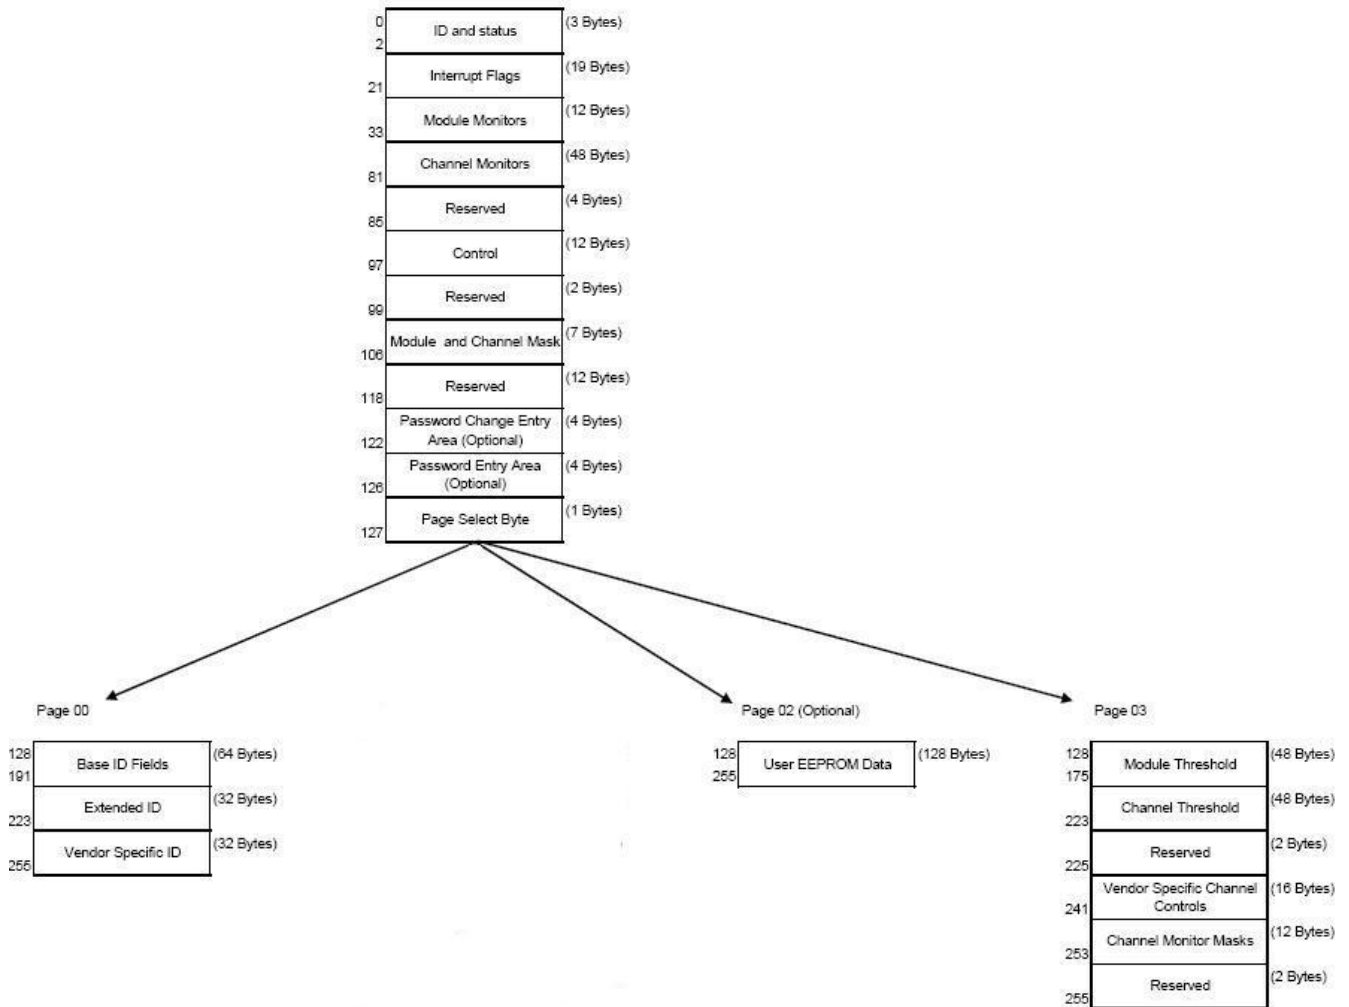 0
ID and status
(3 Bytes)
2
Interrupt Flags
(19 Bytes)
21
Module Monitors
(12 Bytes)
33
Channel Monitors
(48 Bytes)
81
Reserved
(4 Bytes)
85
Control
(12 Bytes)
97
Reserved
(2 Bytes)
99
Module and Channel Mask
(7 Bytes)
106
Reserved
(12 Bytes)
118
Password Change Entry
Area (Optional)
(4 Bytes)
122
Password Entry Area
(Optional)
(4 Bytes)
126
Page Select Byte
(1 Bytes)
127
Page 00
128
Base ID Fields
(64 Bytes)
191
Extended ID
(32 Bytes)
223
Vendor Specific ID
(32 Bytes)
255
Page 02 (Optional)
128
User EEPROM Data
(128 Bytes)
255
Page 03
128
Module Threshold
(48 Bytes)
175
Channel Threshold
(48 Bytes)
223
Reserved
(2 Bytes)
225
Vendor Specific Channel
Controls
(16 Bytes)
241
Channel Monitor Masks
(12 Bytes)
253
Reserved
(2 Bytes)
255